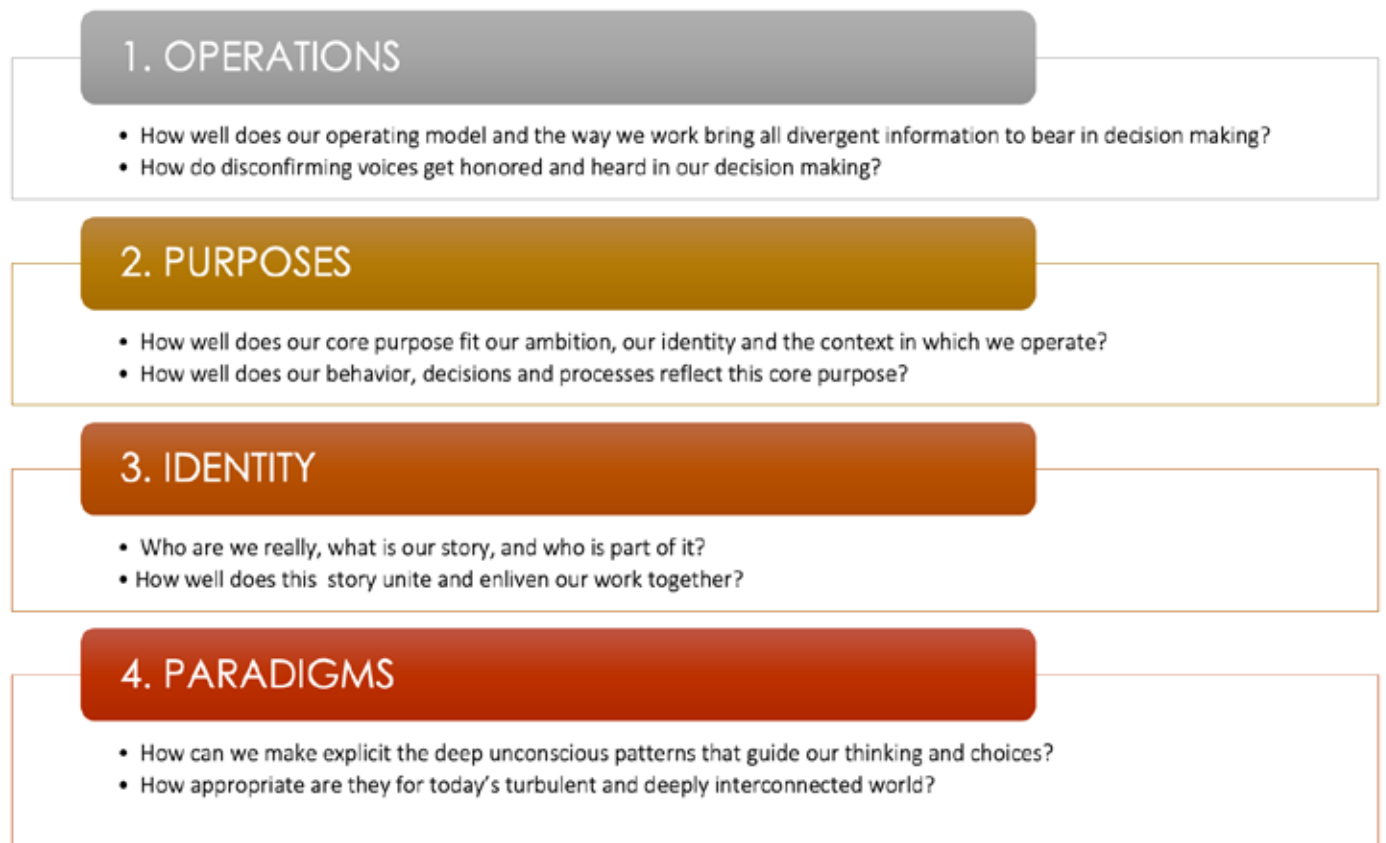 1. OPERATIONS
• How well does our operating model and the way we work bring all divergent information to bear in decision making?
• How do disconfirming voices get honored and heard in our decision making?
2. PURPOSES
• How well does our core purpose fit our ambition, our identity and the context in which we operate?
• How well does our behavior, decisions and processes reflect this core purpose?
3. IDENTITY
• Who are we really, what is our story, and who is part of it?
• How well does this story unite and enliven our work together?
4. PARADIGMS
• How can we make explicit the deep unconscious patterns that guide our thinking and choices?
• How appropriate are they for today's turbulent and deeply interconnected world?